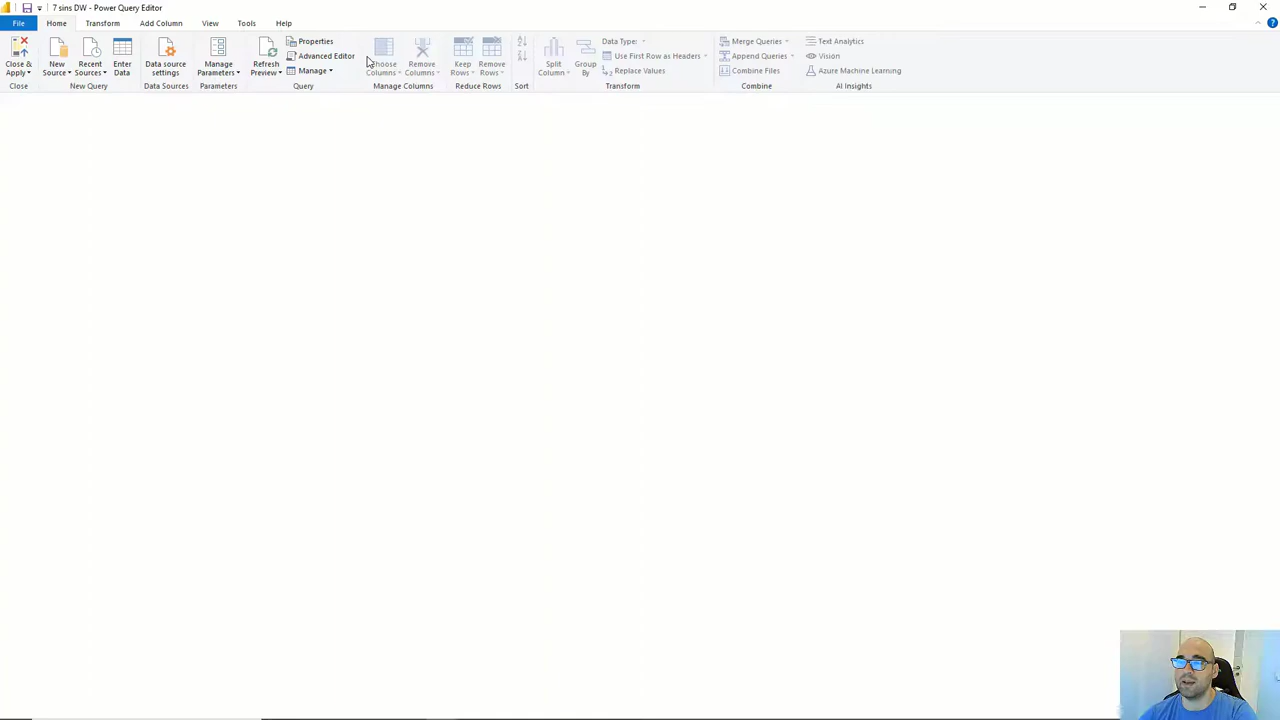 7 sins DW - Power Query Editor
File Home Transform Add Column View Tools Help
Close & Apply
New Source
Recent Sources
Enter Data
Data source settings
Manage Parameters
Refresh Preview
Properties
Advanced Editor
Manage
Choose Columns
Remove Columns
Keep Rows
Remove Rows
Split Column
Group By
Data Type:
Use First Row as Headers
Replace Values
Merge Queries
Append Queries
Combine Files
Text Analytics
Vision
Azure Machine Learning
Close New Query Data Sources Parameters Query Manage Columns Reduce Rows Sort Transform Combine AI Insights